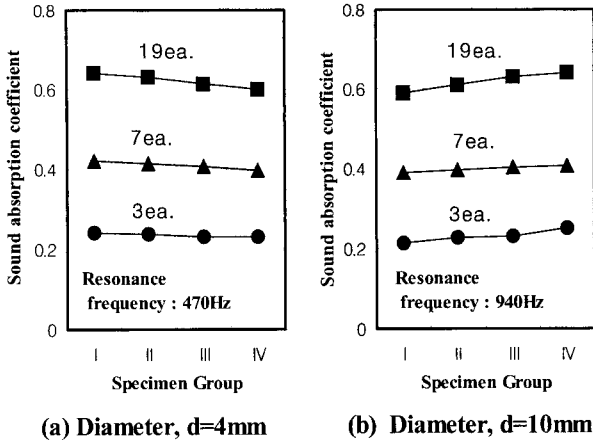 Sound absorption coefficient
0.8
0.6
0.4
0.2
0
19ea.
7ea.
3ea.
Resonance
frequency : 470Hz
I II III IV
Specimen Group
(a) Diameter, d=4mm
Sound absorption coefficient
0.8
0.6
0.4
0.2
0
19ea.
7ea.
3ea.
Resonance
frequency : 940Hz
I II III IV
Specimen Group
(b) Diameter, d=10mm